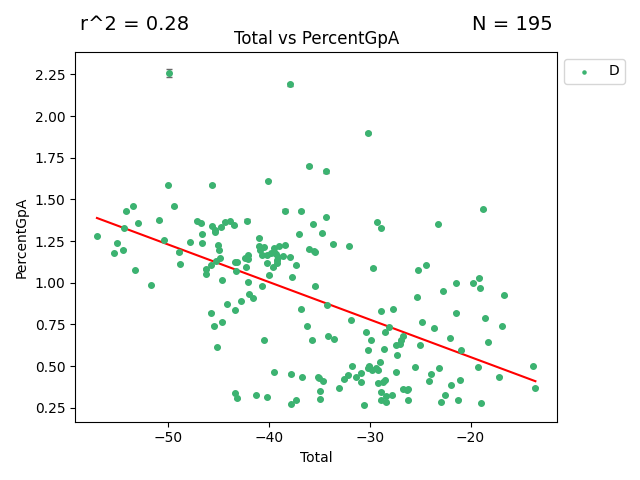 r^2 = 0.28
N = 195
Total vs PercentGpA
D
PercentGpA
2.25
2.00
1.75
1.50
1.25
1.00
0.75
0.50
0.25
−50
−40
−30
−20
Total